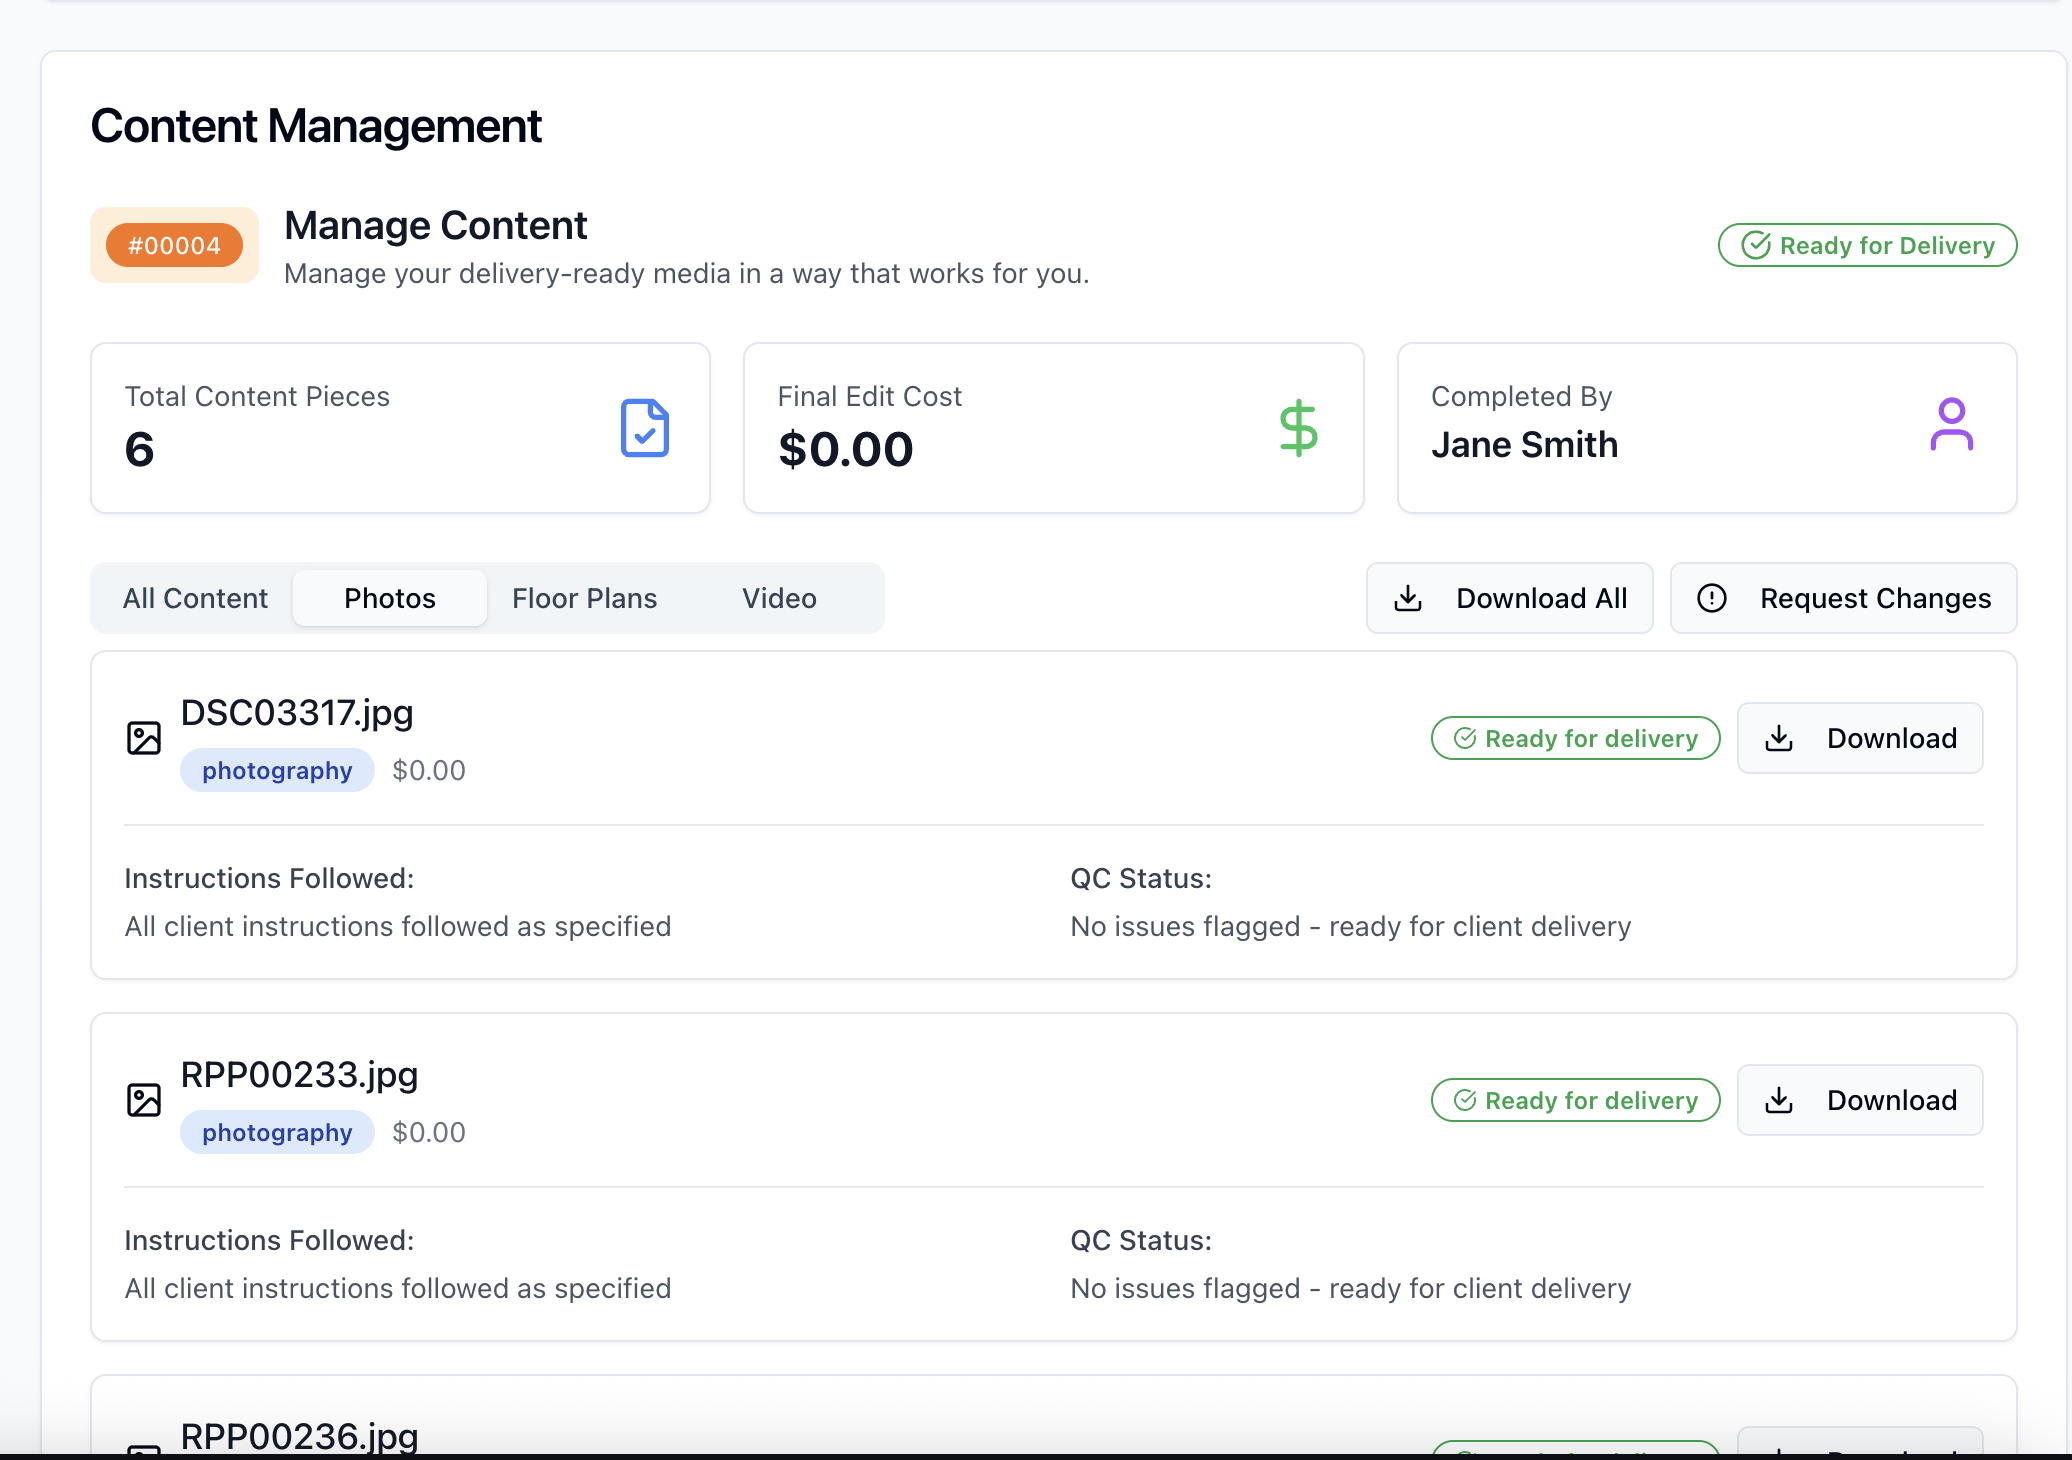 Content Management
#00004
Manage Content
Manage your delivery-ready media in a way that works for you.
Ready for Delivery
Total Content Pieces
6
Final Edit Cost
$0.00
Completed By
Jane Smith
All Content
Photos
Floor Plans
Video
Download All
Request Changes
DSC03317.jpg
photography
$0.00
Ready for delivery
Download
Instructions Followed:
All client instructions followed as specified
QC Status:
No issues flagged - ready for client delivery
RPP00233.jpg
photography
$0.00
Ready for delivery
Download
Instructions Followed:
All client instructions followed as specified
QC Status:
No issues flagged - ready for client delivery
RPP00236.jpg